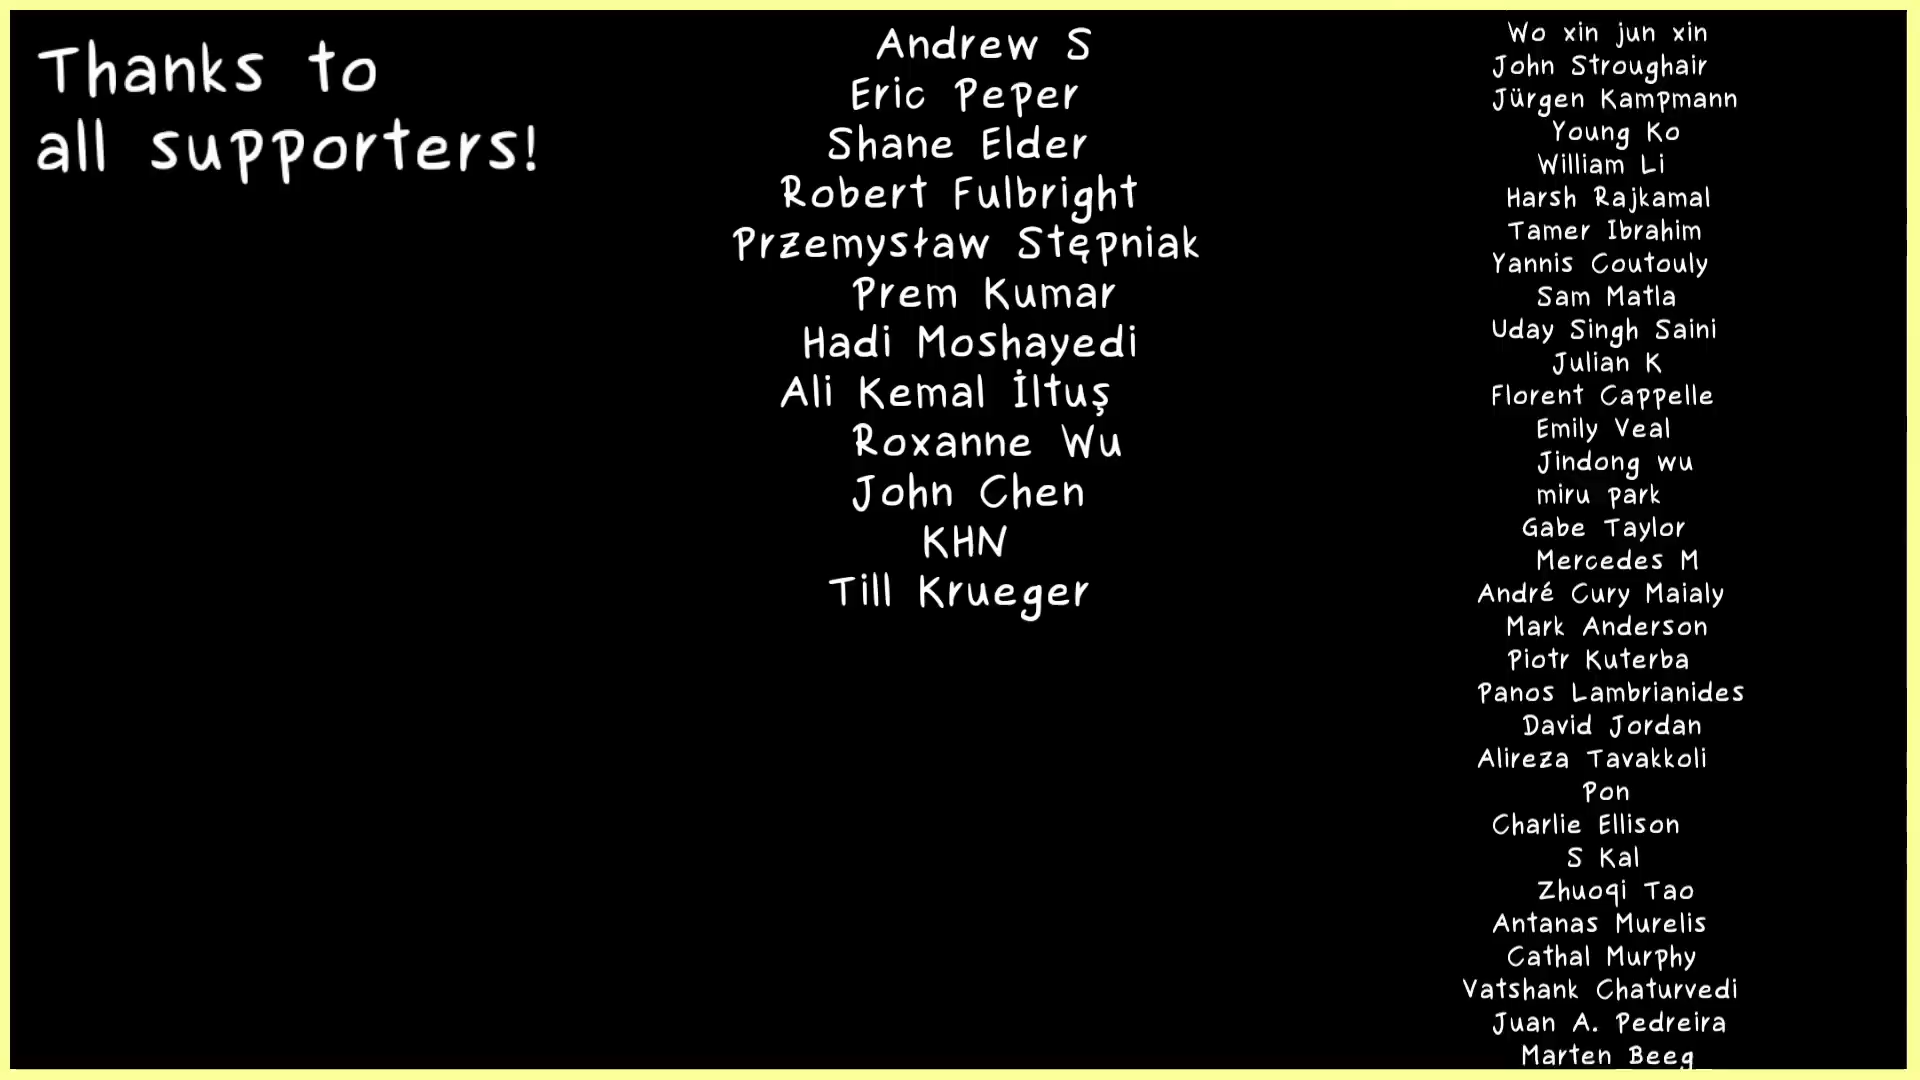 Thanks to
all supporters!
Andrew S
Eric Peper
Shane Elder
Robert Fulbright
Przemysław Stępniak
Prem Kumar
Hadi Moshayedi
Ali Kemal İltuş
Roxanne Wu
John Chen
KHN
Till Krueger
Wo xin jun xin
John Stroughair
Jürgen Kampmann
Young Ko
William Li
Harsh Rajkamal
Tamer Ibrahim
Yannis Coutouly
Sam Matla
Uday Singh Saini
Julian K
Florent Cappelle
Emily Veal
Jindong wu
miru park
Gabe Taylor
Mercedes M
André Cury Maialy
Mark Anderson
Piotr Kuterba
Panos Lambrianides
David Jordan
Alireza Tavakkoli
Pon
Charlie Ellison
S Kal
Zhuoqi Tao
Antanas Murelis
Cathal Murphy
Vatshank Chaturvedi
Juan A. Pedreira
Marten Beeg